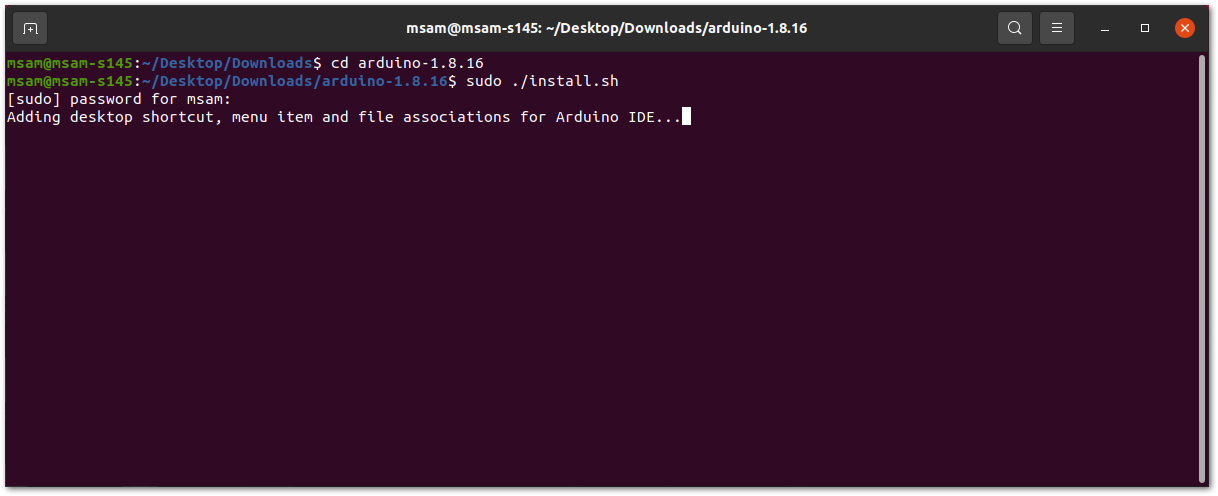 msam@msam-s145: ~/Desktop/Downloads/arduino-1.8.16
msam@msam-s145:~/Desktop/Downloads$ cd arduino-1.8.16
msam@msam-s145:~/Desktop/Downloads/arduino-1.8.16$ sudo ./install.sh
[sudo] password for msam:
Adding desktop shortcut, menu item and file associations for Arduino IDE...